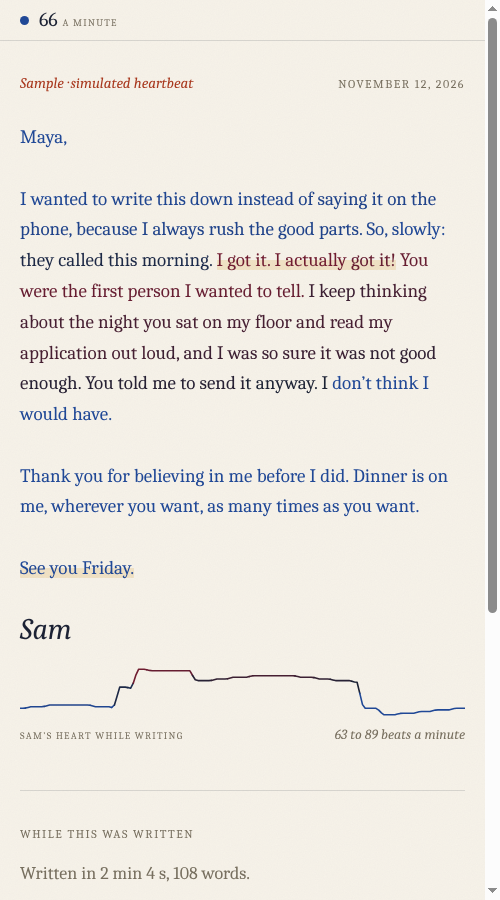 66 A MINUTE
Sample · simulated heartbeat
NOVEMBER 12, 2026
Maya,
I wanted to write this down instead of saying it on the
phone, because I always rush the good parts. So, slowly:
they called this morning. I got it. I actually got it! You
were the first person I wanted to tell. I keep thinking
about the night you sat on my floor and read my
application out loud, and I was so sure it was not good
enough. You told me to send it anyway. I don’t think I
would have.
Thank you for believing in me before I did. Dinner is on
me, wherever you want, as many times as you want.
See you Friday.
Sam
SAM’S HEART WHILE WRITING
63 to 89 beats a minute
WHILE THIS WAS WRITTEN
Written in 2 min 4 s, 108 words.